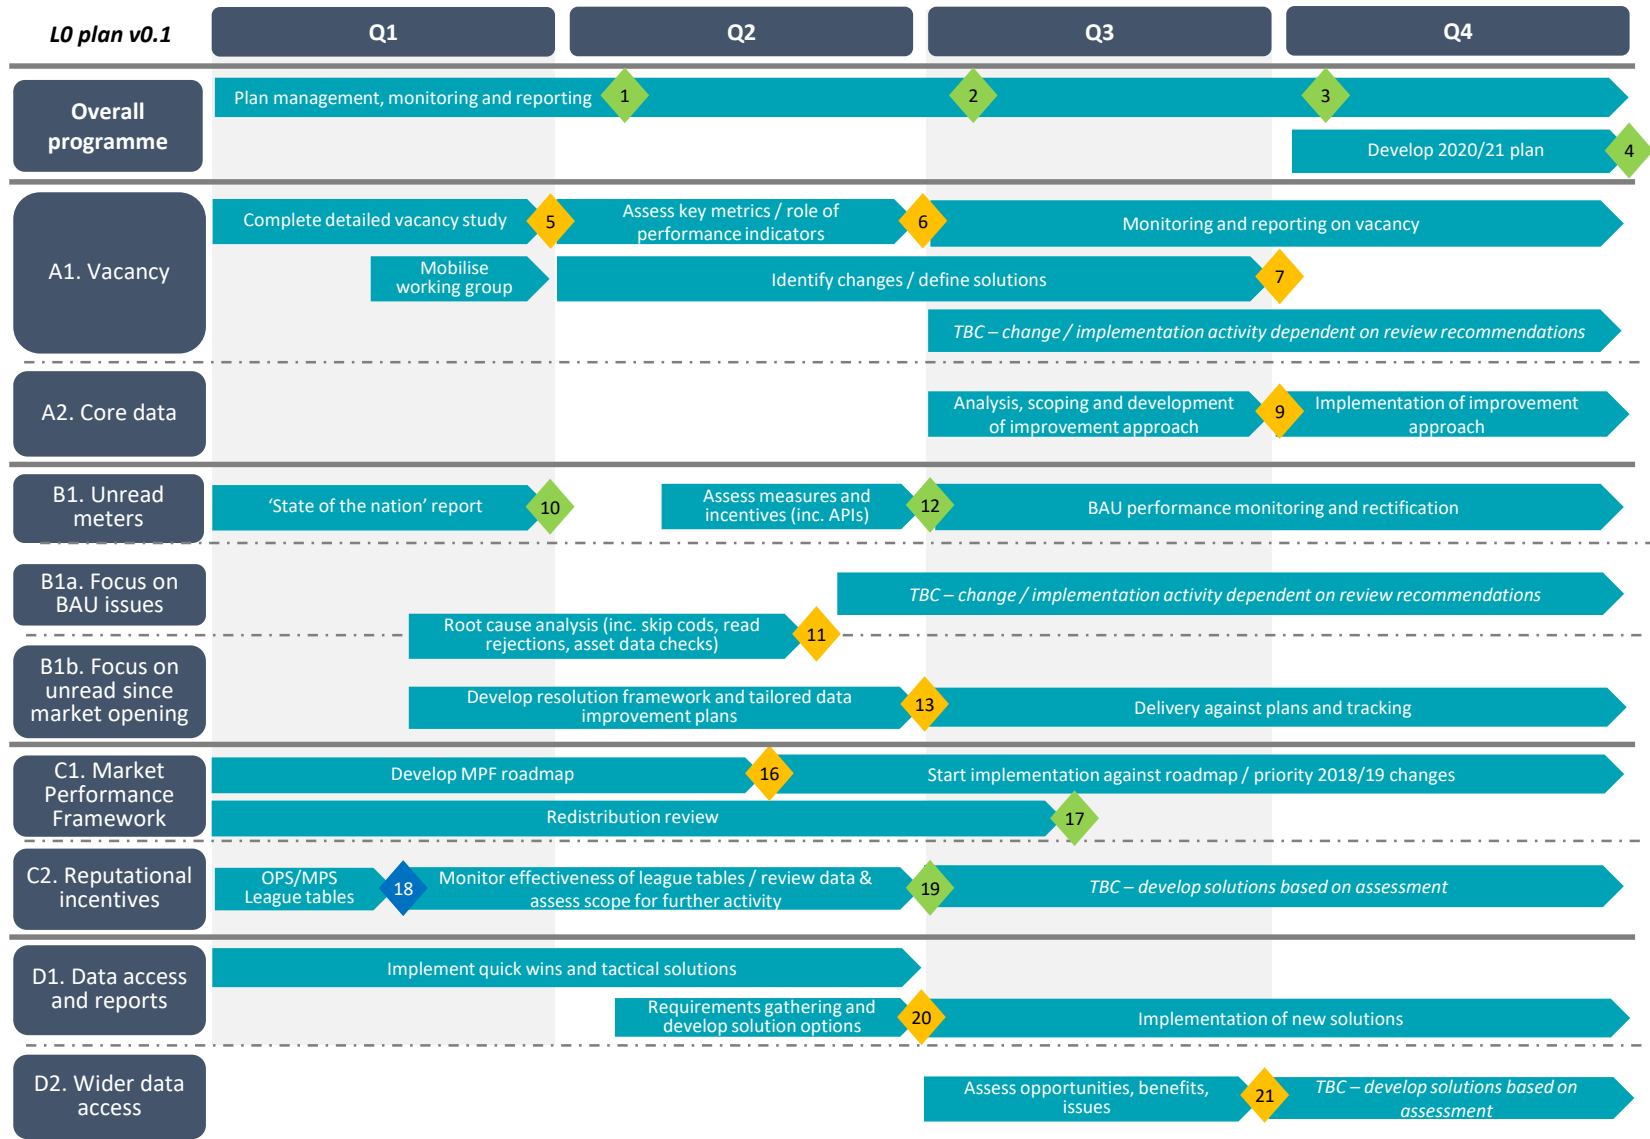 L0 plan v0.1
Q1
Q2
Q3
Q4
Overall
programme
Plan management, monitoring and reporting
1
2
3
Develop 2020/21 plan
4
A1. Vacancy
Complete detailed vacancy study
5
Assess key metrics / role of
performance indicators
6
Monitoring and reporting on vacancy
Mobilise
working group
Identify changes / define solutions
7
TBC – change / implementation activity dependent on review recommendations
A2. Core data
Analysis, scoping and development
of improvement approach
9
Implementation of improvement
approach
B1. Unread
meters
‘State of the nation’ report
10
Assess measures and
incentives (inc. APIs)
12
BAU performance monitoring and rectification
B1a. Focus on
BAU issues
TBC – change / implementation activity dependent on review recommendations
Root cause analysis (inc. skip cods, read
rejections, asset data checks)
11
B1b. Focus on
unread since
market opening
Develop resolution framework and tailored data
improvement plans
13
Delivery against plans and tracking
C1. Market
Performance
Framework
Develop MPF roadmap
16
Start implementation against roadmap / priority 2018/19 changes
Redistribution review
17
C2. Reputational
incentives
OPS/MPS
League tables
18
Monitor effectiveness of league tables / review data &
assess scope for further activity
19
TBC – develop solutions based on assessment
D1. Data access
and reports
Implement quick wins and tactical solutions
Requirements gathering and
develop solution options
20
Implementation of new solutions
D2. Wider data
access
Assess opportunities, benefits,
issues
21
TBC – develop solutions based on
assessment